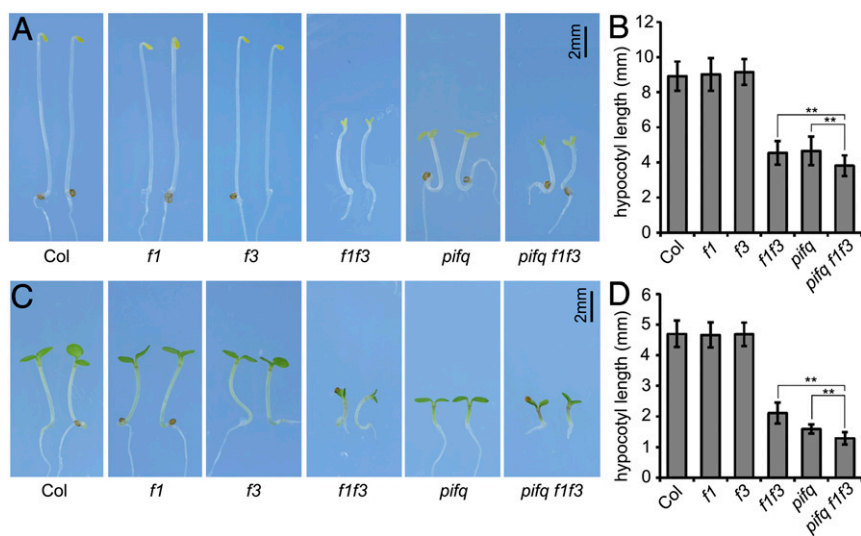 A
2mm
Col
f1
f3
f1f3
pifq
pifq f1f3
B
hypocotyl length (mm)
12
10
8
6
4
2
0
**
**
Col
f1
f3
f1f3
pifq
pifq f1f3
C
2mm
Col
f1
f3
f1f3
pifq
pifq f1f3
D
hypocotyl length (mm)
6
5
4
3
2
1
0
**
**
Col
f1
f3
f1f3
pifq
pifq f1f3